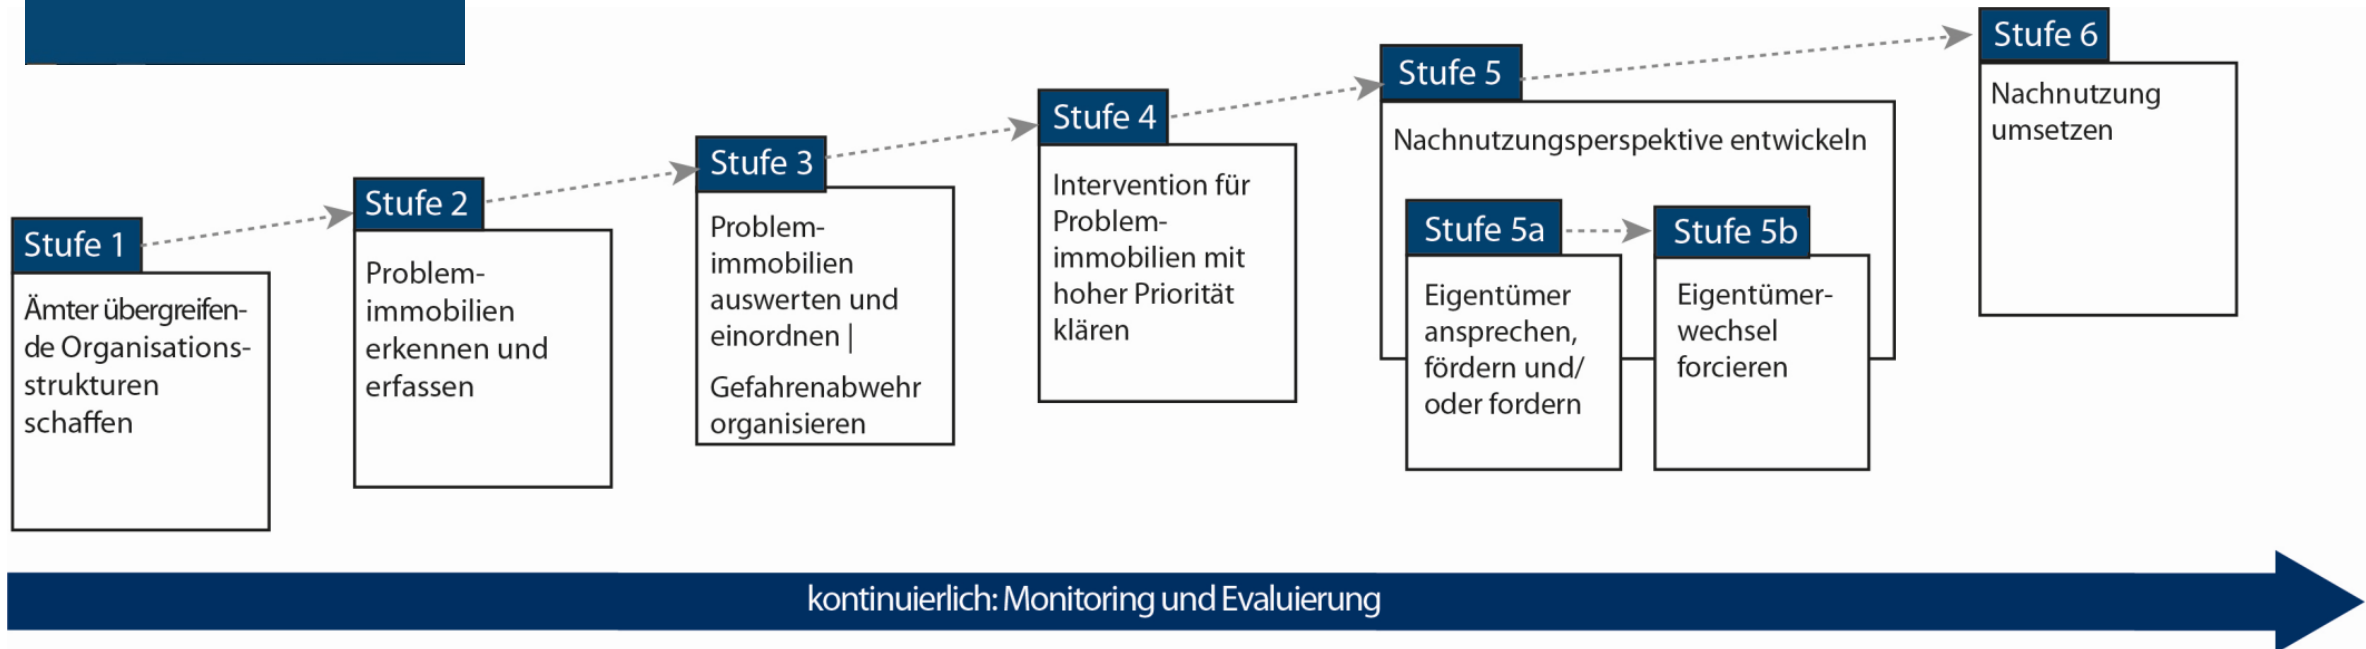 Stufe 1
Ämter übergreifen-
de Organisations-
strukturen
schaffen
Stufe 2
Problem-
immobilien
erkennen und
erfassen
Stufe 3
Problem-
immobilien
auswerten und
einordnen |
Gefahrenabwehr
organisieren
Stufe 4
Intervention für
Problem-
immobilien mit
hoher Priorität
klären
Stufe 5
Nachnutzungsperspektive entwickeln
Stufe 5a
Eigentümer
ansprechen,
fördern und/
oder fordern
Stufe 5b
Eigentümer-
wechsel
forcieren
Stufe 6
Nachnutzung
umsetzen
kontinuierlich: Monitoring und Evaluierung